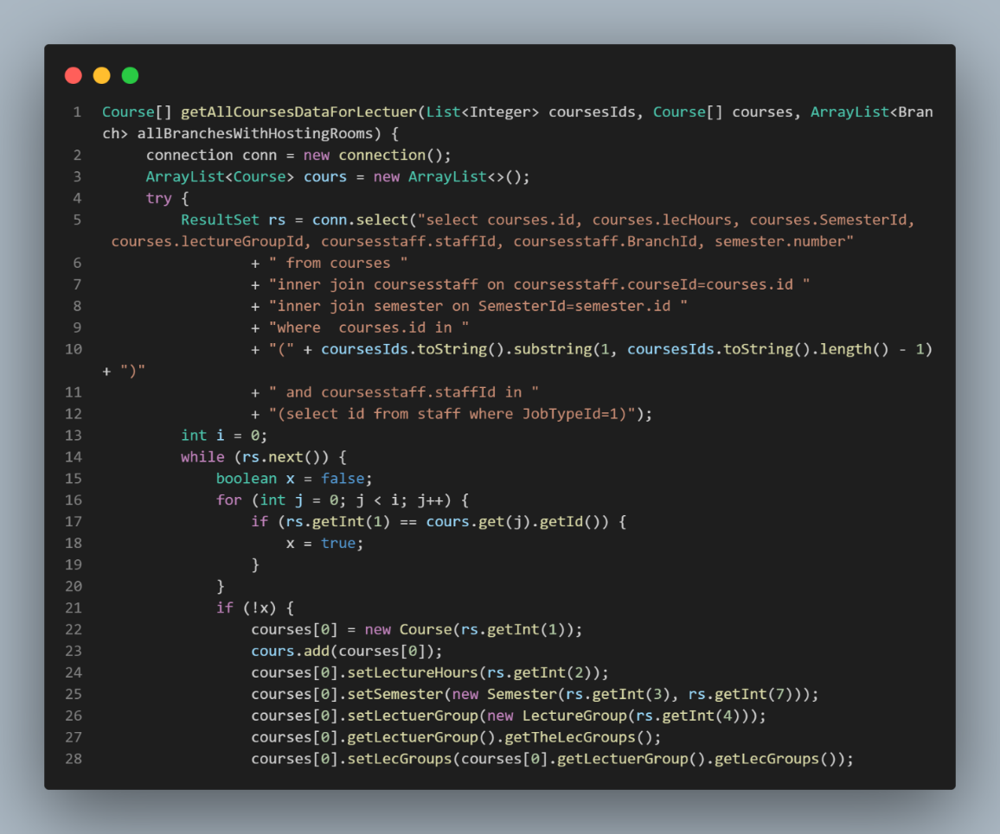 1 Course[] getAllCoursesDataForLectuer(List<Integer> coursesIds, Course[] courses, ArrayList<Bran
ch> allBranchesWithHostingRooms) {
2 connection conn = new connection();
3 ArrayList<Course> cours = new ArrayList<>();
4 try {
5 ResultSet rs = conn.select("select courses.id, courses.lecHours, courses.SemesterId,
courses.lectureGroupId, coursesstaff.staffId, coursesstaff.BranchId, semester.number"
6 + " from courses "
7 + "inner join coursesstaff on coursesstaff.courseId=courses.id "
8 + "inner join semester on SemesterId=semester.id "
9 + "where  courses.id in "
10 + "(" + coursesIds.toString().substring(1, coursesIds.toString().length() - 1)
+ ")"
11 + " and coursesstaff.staffId in "
12 + "(select id from staff where JobTypeId=1)");
13 int i = 0;
14 while (rs.next()) {
15 boolean x = false;
16 for (int j = 0; j < i; j++) {
17 if (rs.getInt(1) == cours.get(j).getId()) {
18 x = true;
19 }
20 }
21 if (!x) {
22 courses[0] = new Course(rs.getInt(1));
23 cours.add(courses[0]);
24 courses[0].setLectureHours(rs.getInt(2));
25 courses[0].setSemester(new Semester(rs.getInt(3), rs.getInt(7)));
26 courses[0].setLectuerGroup(new LectureGroup(rs.getInt(4)));
27 courses[0].getLectuerGroup().getTheLecGroups();
28 courses[0].setLecGroups(courses[0].getLectuerGroup().getLecGroups());